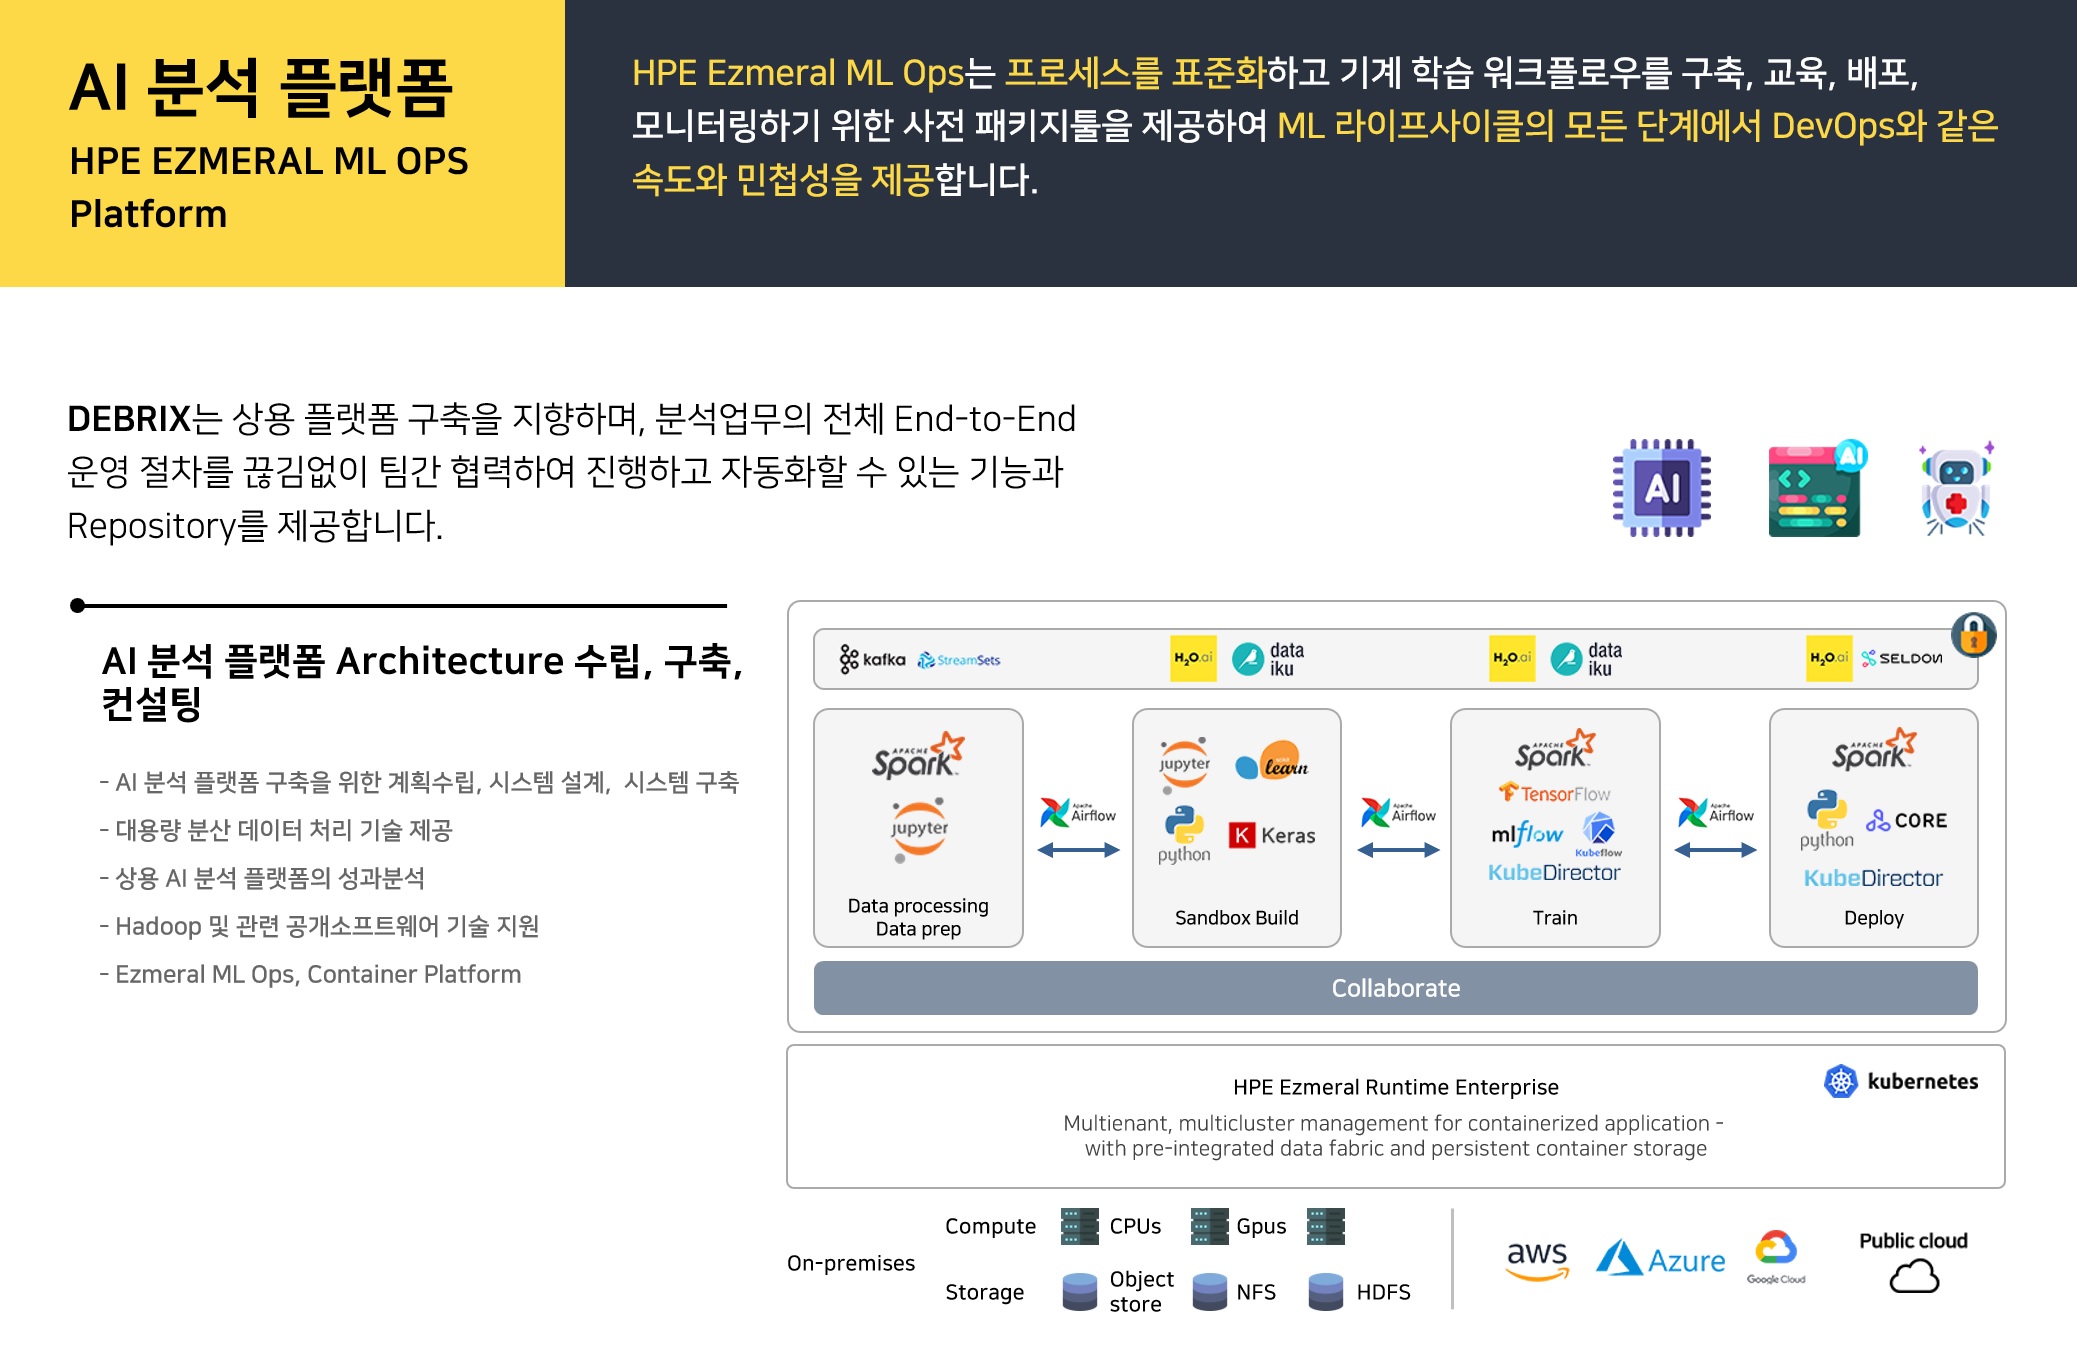 AI 분석 플랫폼
HPE EZMERAL ML OPS
Platform
HPE Ezmeral ML Ops는 프로세스를 표준화하고 기계 학습 워크플로우를 구축, 교육, 배포,
모니터링하기 위한 사전 패키지툴을 제공하여 ML 라이프사이클의 모든 단계에서 DevOps와 같은
속도와 민첩성을 제공합니다.
DEBRIX는 상용 플랫폼 구축을 지향하며, 분석업무의 전체 End-to-End
운영 절차를 끊김없이 팀간 협력하여 진행하고 자동화할 수 있는 기능과
Repository를 제공합니다.
AI
AI
AI 분석 플랫폼 Architecture 수립, 구축,
컨설팅
- AI 분석 플랫폼 구축을 위한 계획수립, 시스템 설계, 시스템 구축
- 대용량 분산 데이터 처리 기술 제공
- 상용 AI 분석 플랫폼의 성과분석
- Hadoop 및 관련 공개소프트웨어 기술 지원
- Ezmeral ML Ops, Container Platform
kafka StreamSets
H2O.ai data iku
H2O.ai data iku
H2O.ai SELDON
APACHE Spark
jupyter
Data processing
Data prep
Apache Airflow
jupyter scikit learn
python K Keras
Sandbox Build
Apache Airflow
APACHE Spark
TensorFlow
mlflow Kubeflow
KubeDirector
Train
Apache Airflow
APACHE Spark
python CORE
KubeDirector
Deploy
Collaborate
HPE Ezmeral Runtime Enterprise
kubernetes
Multienant, multicluster management for containerized application -
with pre-integrated data fabric and persistent container storage
On-premises
Compute CPUs Gpus
Storage Object store NFS HDFS
aws Azure Google Cloud Public cloud